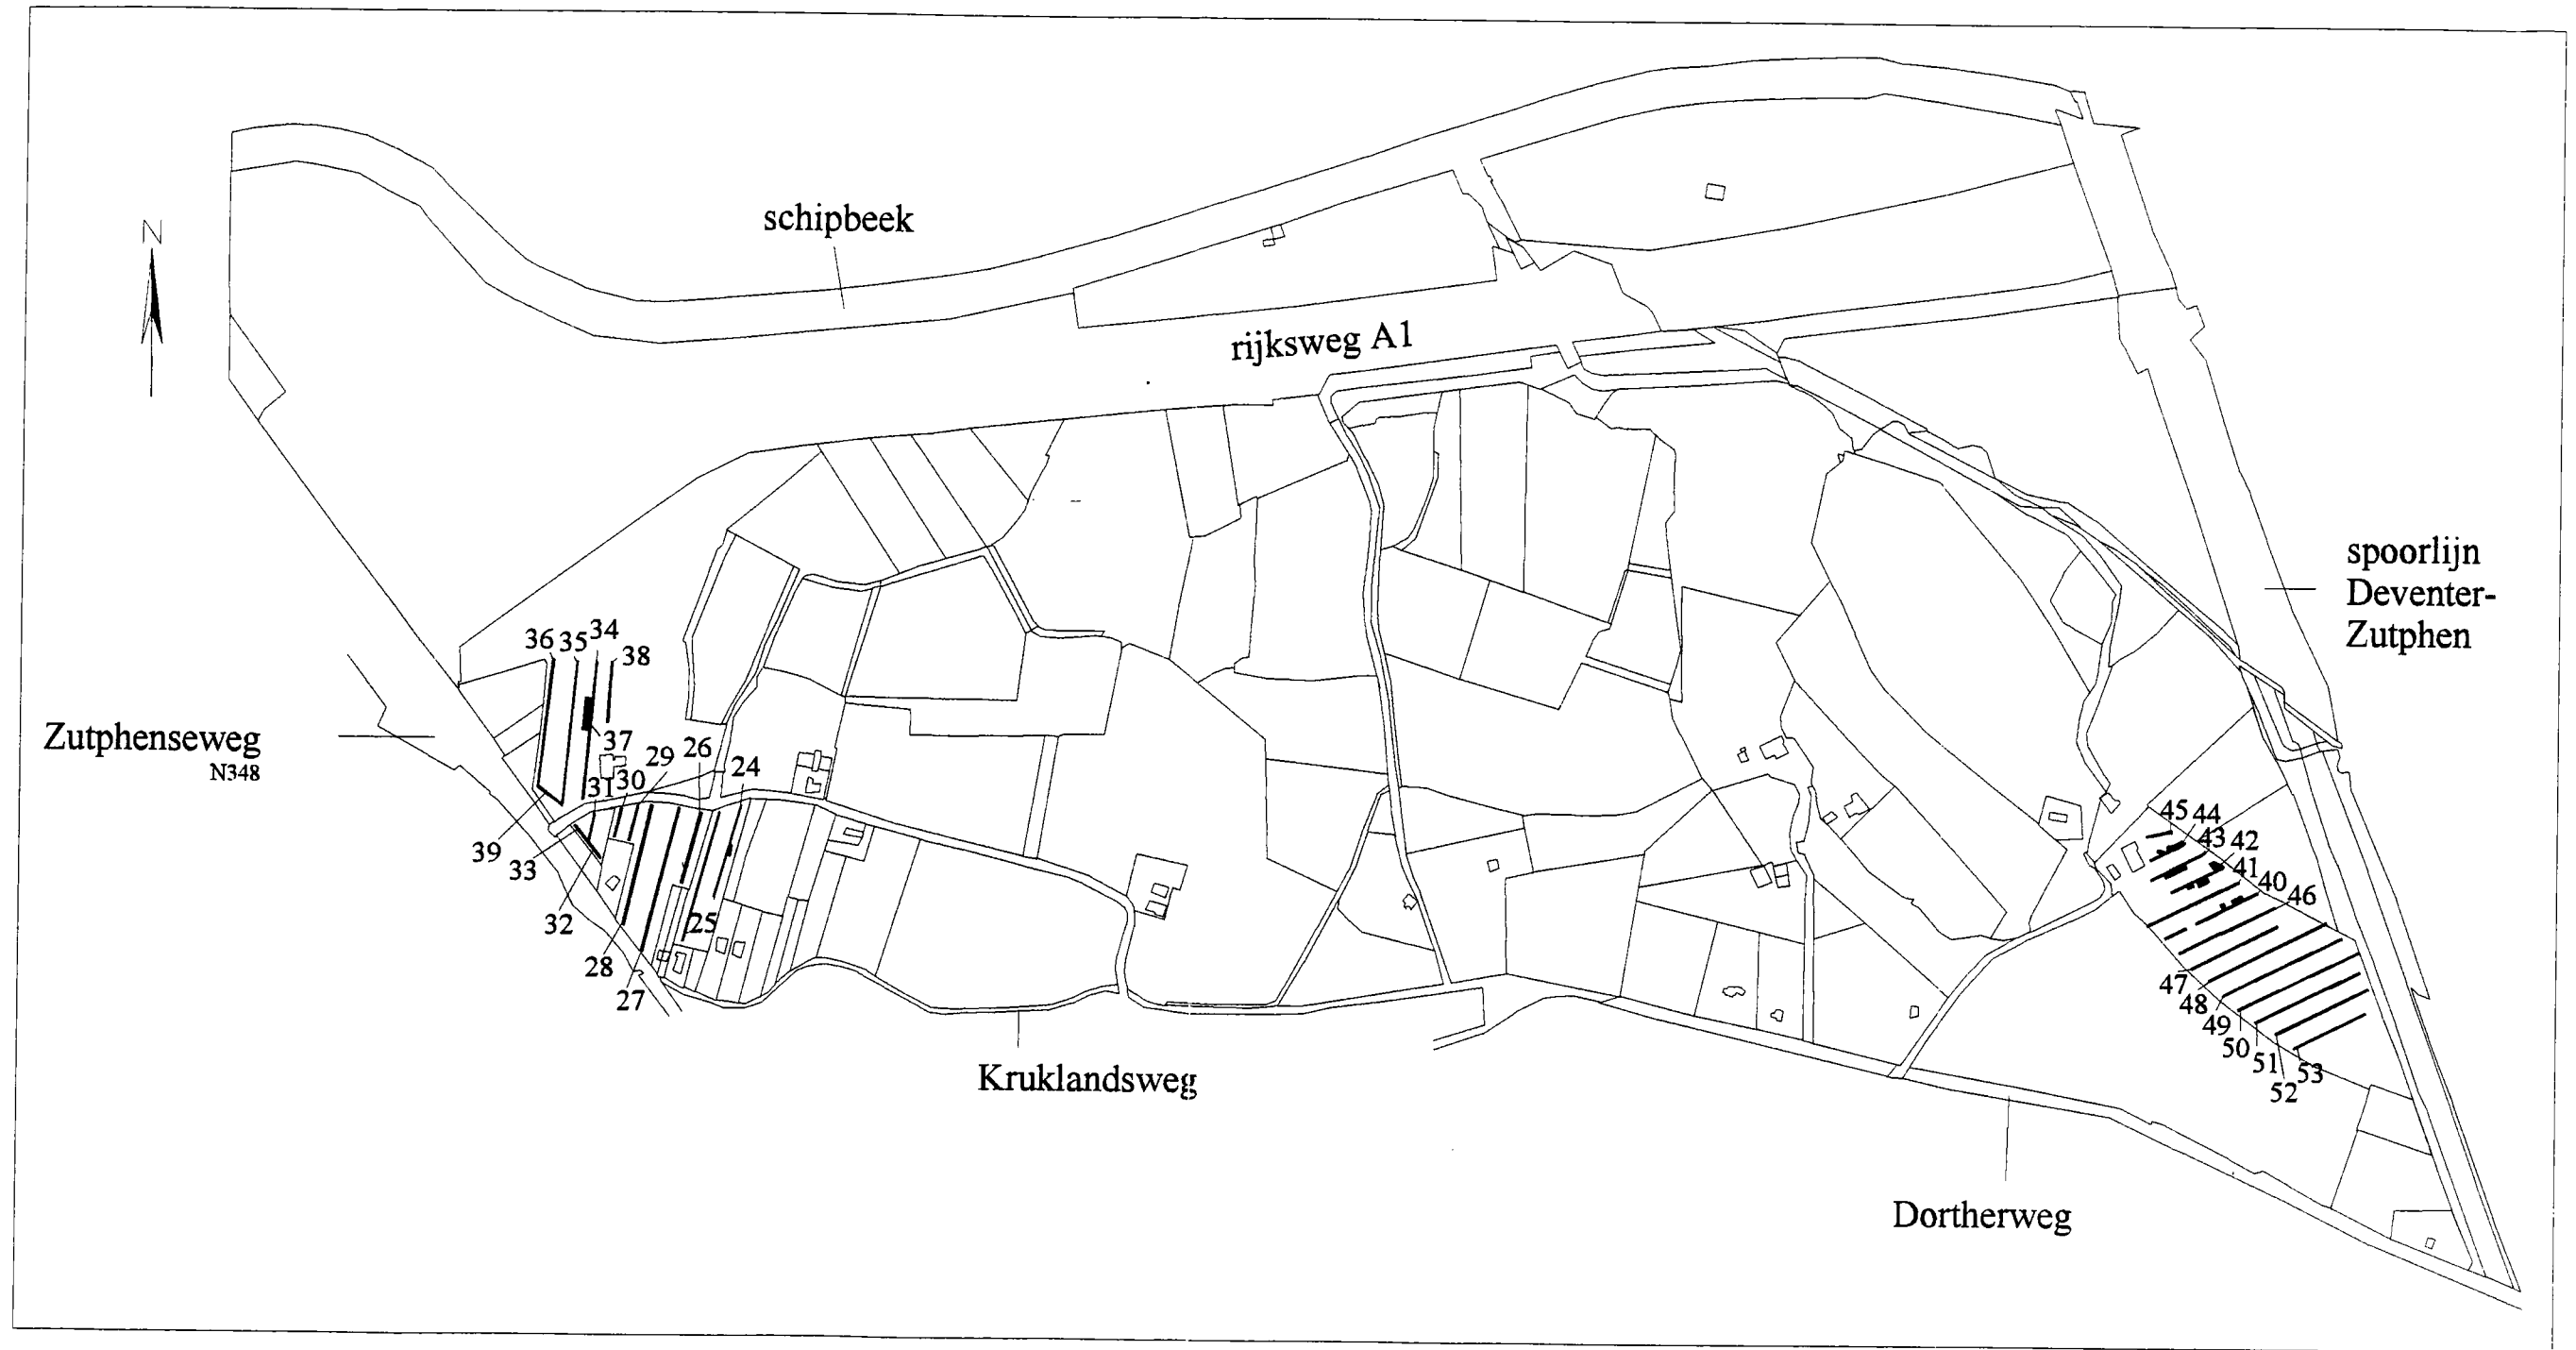 N
schipbeek
rijksweg A1
spoorlijn
Deventer-
Zutphen
Zutphenseweg
N348
36 35 34
38
37
29 26
24
31 30
39
33
32
25
28
27
45 44
43 42
41
40
46
47
48
49
50
51
53
52
Kruklandsweg
Dortherweg